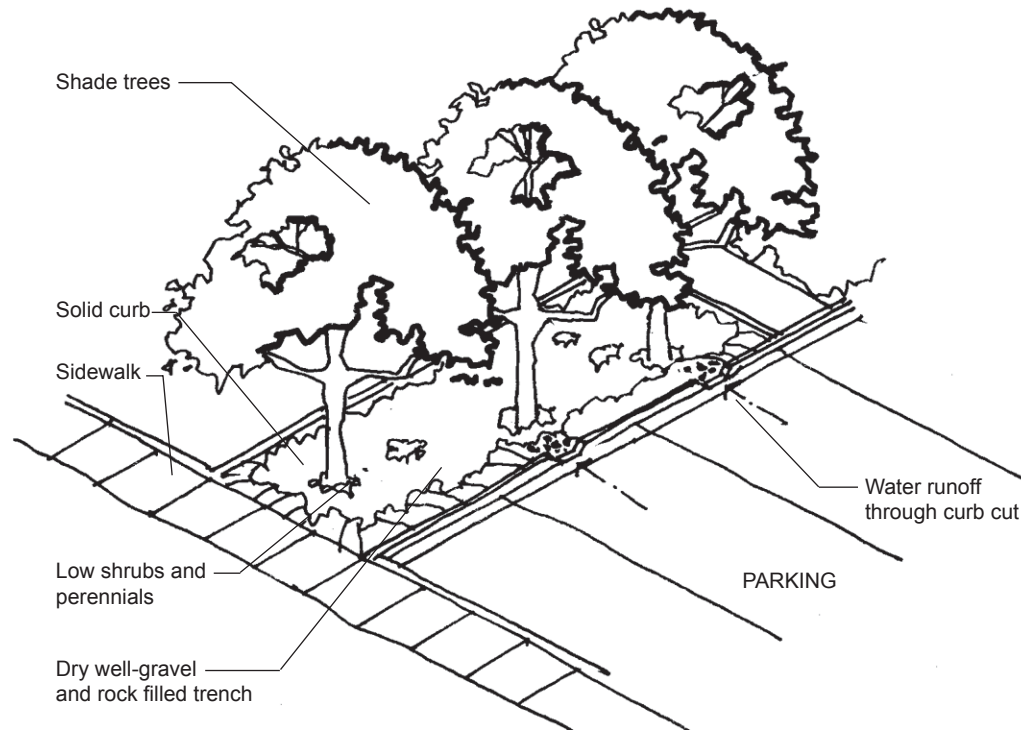 Shade trees
Solid curb
Sidewalk
Water runoff
through curb cut
Low shrubs and
perennials
PARKING
Dry well-gravel
and rock filled trench